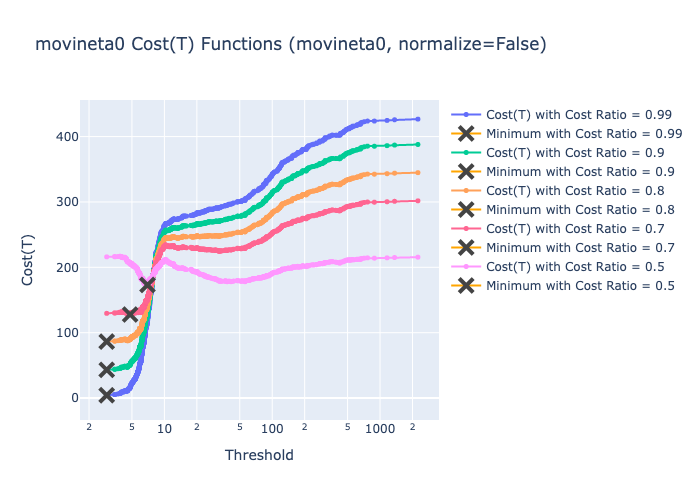 movineta0 Cost(T) Functions (movineta0, normalize=False)
Cost(T) with Cost Ratio = 0.99
Minimum with Cost Ratio = 0.99
Cost(T) with Cost Ratio = 0.9
Minimum with Cost Ratio = 0.9
Cost(T) with Cost Ratio = 0.8
Minimum with Cost Ratio = 0.8
Cost(T) with Cost Ratio = 0.7
Minimum with Cost Ratio = 0.7
Cost(T) with Cost Ratio = 0.5
Minimum with Cost Ratio = 0.5
Cost(T)
400
300
200
100
0
2 5 10 2 5 100 2 5 1000 2
Threshold